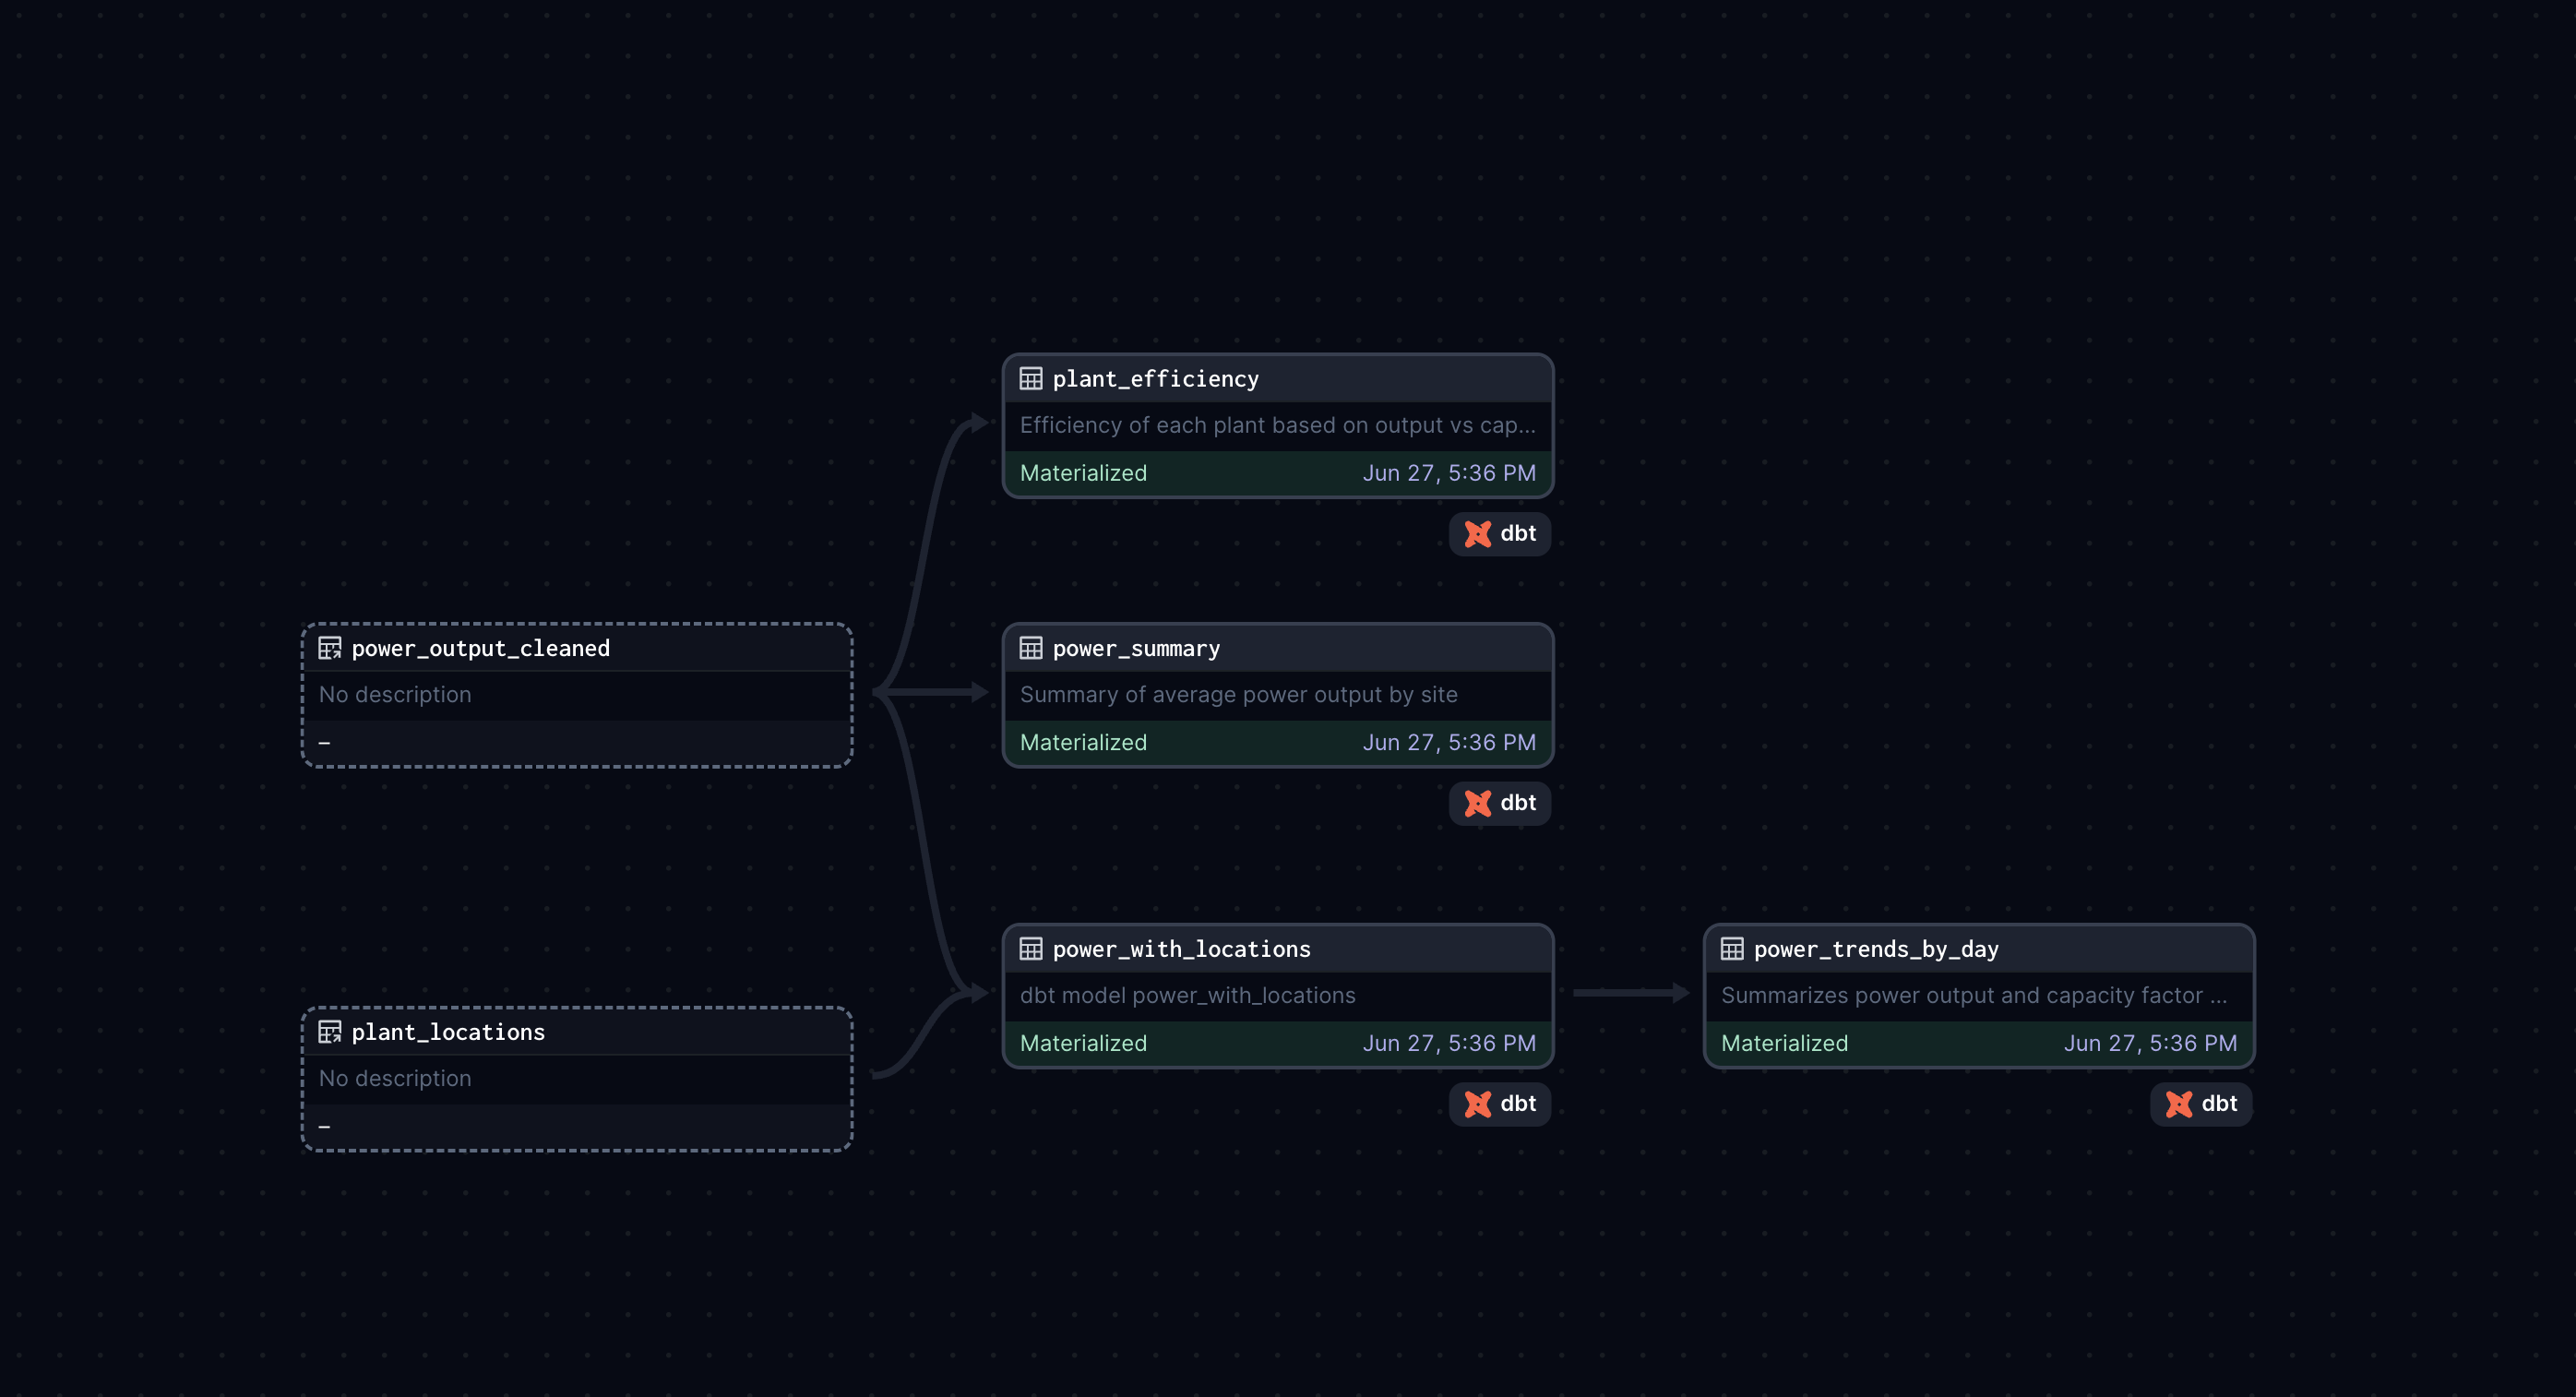 plant_efficiency
Efficiency of each plant based on output vs cap...
Materialized Jun 27, 5:36 PM
dbt
power_output_cleaned
No description
–
power_summary
Summary of average power output by site
Materialized Jun 27, 5:36 PM
dbt
plant_locations
No description
–
power_with_locations
dbt model power_with_locations
Materialized Jun 27, 5:36 PM
dbt
power_trends_by_day
Summarizes power output and capacity factor ...
Materialized Jun 27, 5:36 PM
dbt